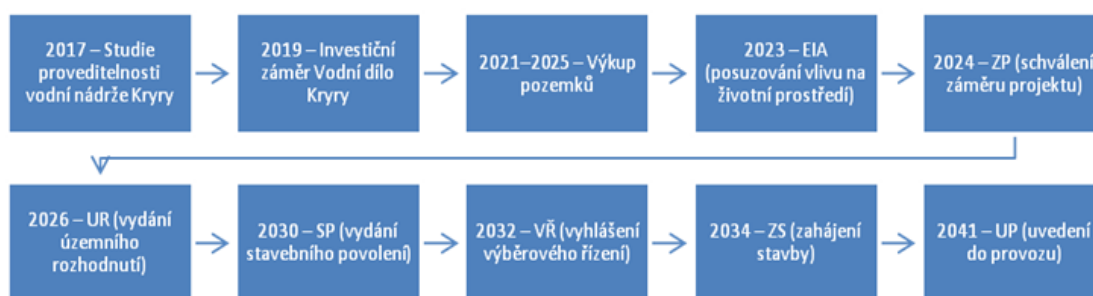 2017 – Studie
proveditelnosti
vodní nádrže Kryry
2019 – Investiční
záměr Vodní dílo
Kryry
2021–2025 – Výkup
pozemků
2023 – EIA
(posuzování vlivu na
životní prostředí)
2024 – ZP (schválení
záměru projektu)
2026 – UR (vydání
územního
rozhodnutí)
2030 – SP (vydání
stavebního povolení)
2032 – VŘ (vyhlášení
výběrového řízení)
2034 – ZS (zahájení
stavby)
2041 – UP (uvedení
do provozu)